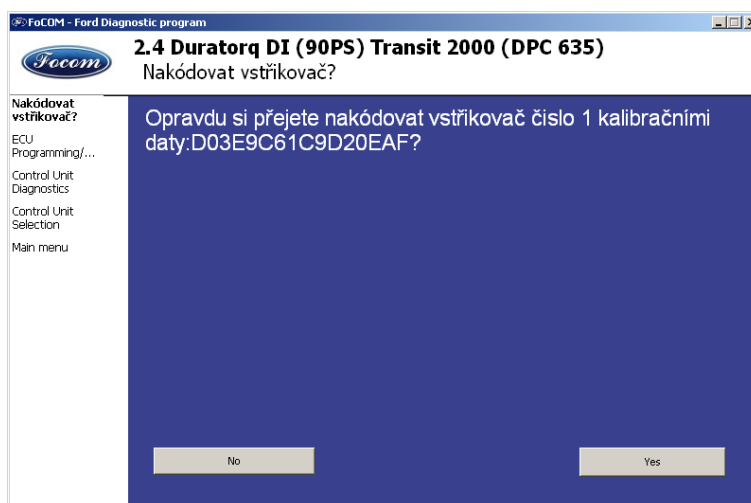 FoCOM - Ford Diagnostic program
Focom
2.4 Duratorq DI (90PS) Transit 2000 (DPC 635)
Nakódovat vstřikovač?
Nakódovat
vstřikovač?
ECU
Programming/...
Control Unit
Diagnostics
Control Unit
Selection
Main menu
Opravdu si přejete nakódovat vstřikovač čislo 1 kalibračními
daty:D03E9C61C9D20EAF?
No
Yes